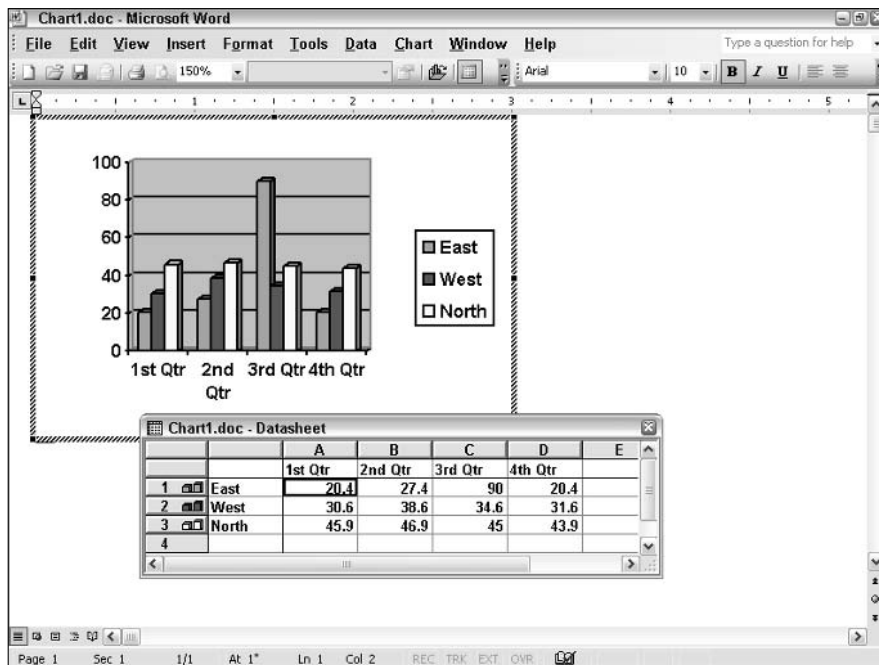 Chart1.doc - Microsoft Word
File Edit View Insert Format Tools Data Chart Window Help
Type a question for help
150% Arial 10 B I U
L 1 2 3 4 5
100
80
60
40
20
0
1st Qtr 2nd Qtr 3rd Qtr 4th Qtr
East
West
North
Chart1.doc - Datasheet
A B C D E
1st Qtr 2nd Qtr 3rd Qtr 4th Qtr
1 East 20.4 27.4 90 20.4
2 West 30.6 38.6 34.6 31.6
3 North 45.9 46.9 45 43.9
4
Page 1 Sec 1 1/1 At 1" Ln 1 Col 2 REC TRK EXT OVR